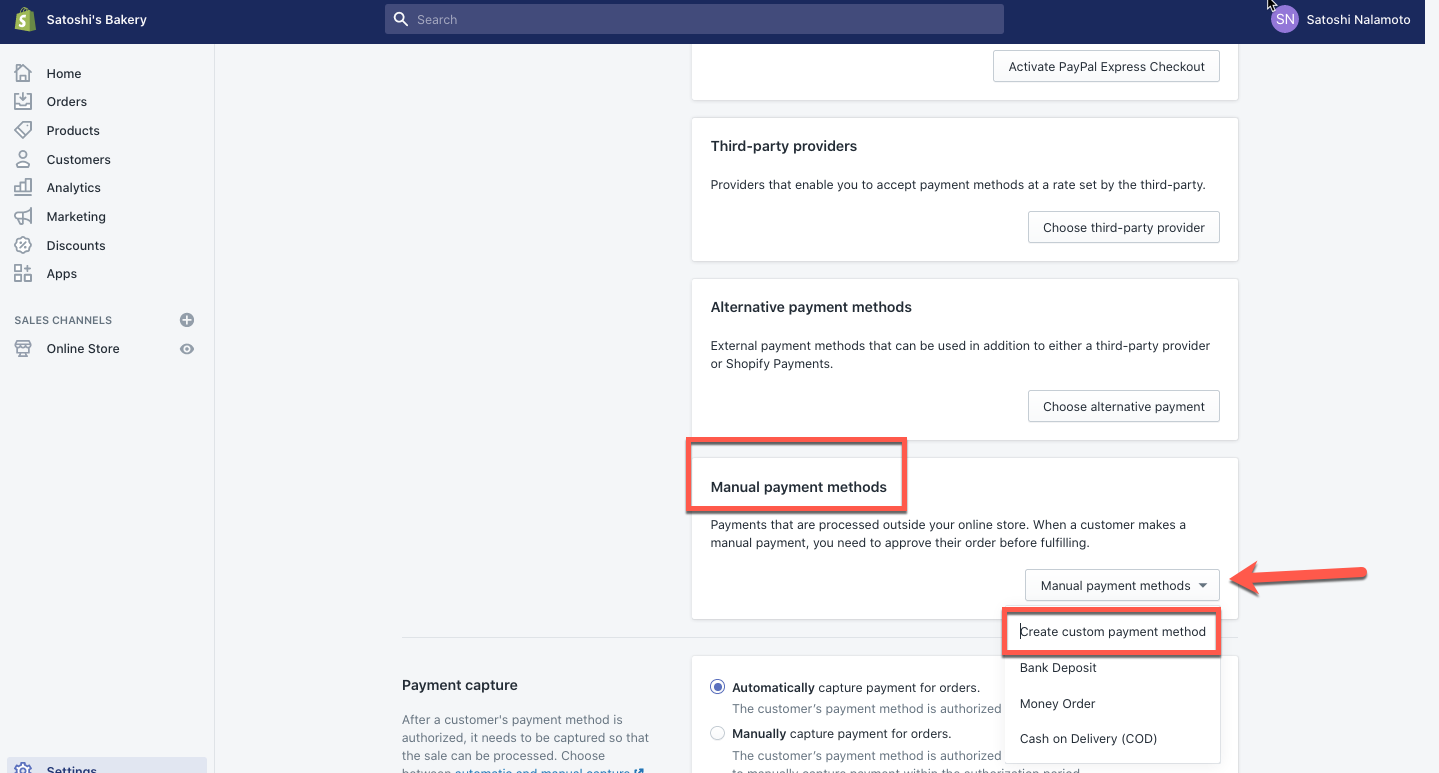 Satoshi's Bakery
Search
SN
Satoshi Nalamoto
Home
Orders
Products
Customers
Analytics
Marketing
Discounts
Apps
SALES CHANNELS
Online Store
Settings
Activate PayPal Express Checkout
Third-party providers
Providers that enable you to accept payment methods at a rate set by the third-party.
Choose third-party provider
Alternative payment methods
External payment methods that can be used in addition to either a third-party provider
or Shopify Payments.
Choose alternative payment
Manual payment methods
Payments that are processed outside your online store. When a customer makes a
manual payment, you need to approve their order before fulfilling.
Manual payment methods
Create custom payment method
Bank Deposit
Money Order
Cash on Delivery (COD)
Payment capture
After a customer's payment method is
authorized, it needs to be captured so that
the sale can be processed. Choose
between automatic and manual capture
Automatically capture payment for orders.
The customer's payment method is authorized
Manually capture payment for orders.
The customer's payment method is authorized
to manually capture payment within the authorization period.